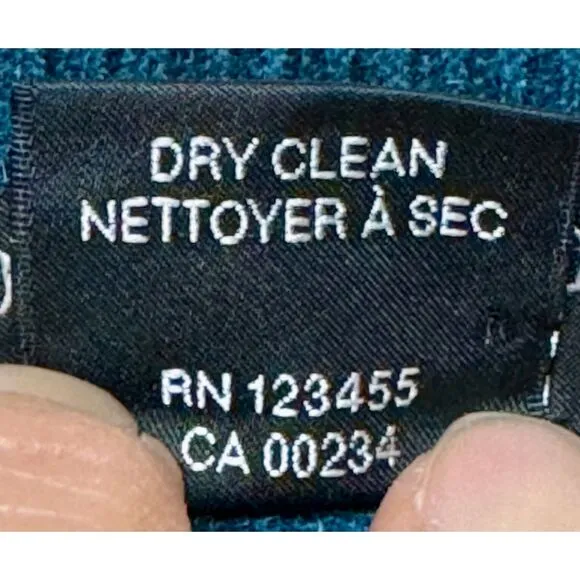 DRY CLEAN
NETTOYER À SEC
RN 123455
CA 00234